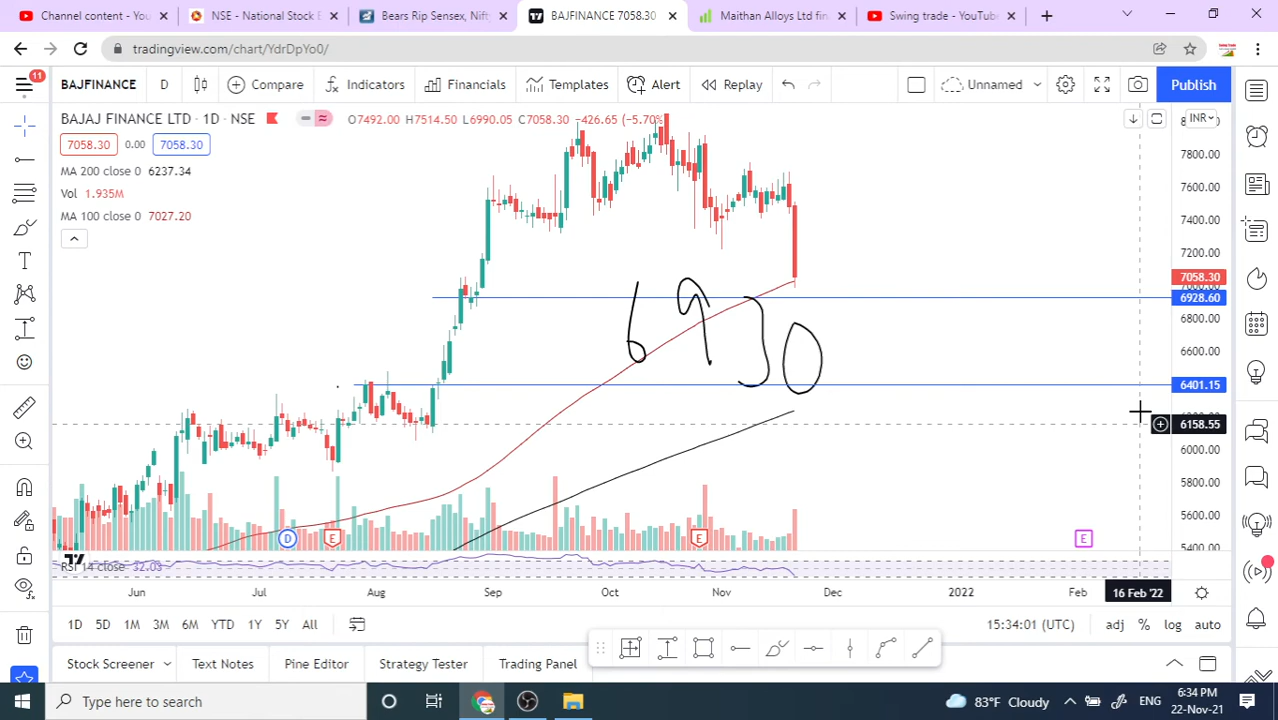 Channel content - You
NSE - National Stock E
Bears Rip Sensex, Nift
BAJFINANCE 7058.30
Maithan Alloys Ltd fin
Swing trade - YouTube
tradingview.com/chart/YdrDpYo0/
11
BAJFINANCE D Compare Indicators Financials Templates Alert Replay Unnamed Publish
BAJAJ FINANCE LTD · 1D · NSE O7492.00 H7514.50 L6990.05 C7058.30 -426.65 (-5.70%) INR
7058.30 0.00 7058.30
MA 200 close 0 6237.34
Vol 1.935M
MA 100 close 0 7027.20
7800.00
7600.00
7400.00
7200.00
7058.30
6928.60
6800.00
6600.00
6401.15
6158.55
6000.00
5800.00
5600.00
5400.00
6930
D E E E
RSI 14 close 32.03
Jun Jul Aug Sep Oct Nov Dec 2022 Feb 16 Feb '22
1D 5D 1M 3M 6M YTD 1Y 5Y All 15:34:01 (UTC) adj % log auto
Stock Screener Text Notes Pine Editor Strategy Tester Trading Panel
Type here to search 83°F Cloudy ENG 6:34 PM
22-Nov-21